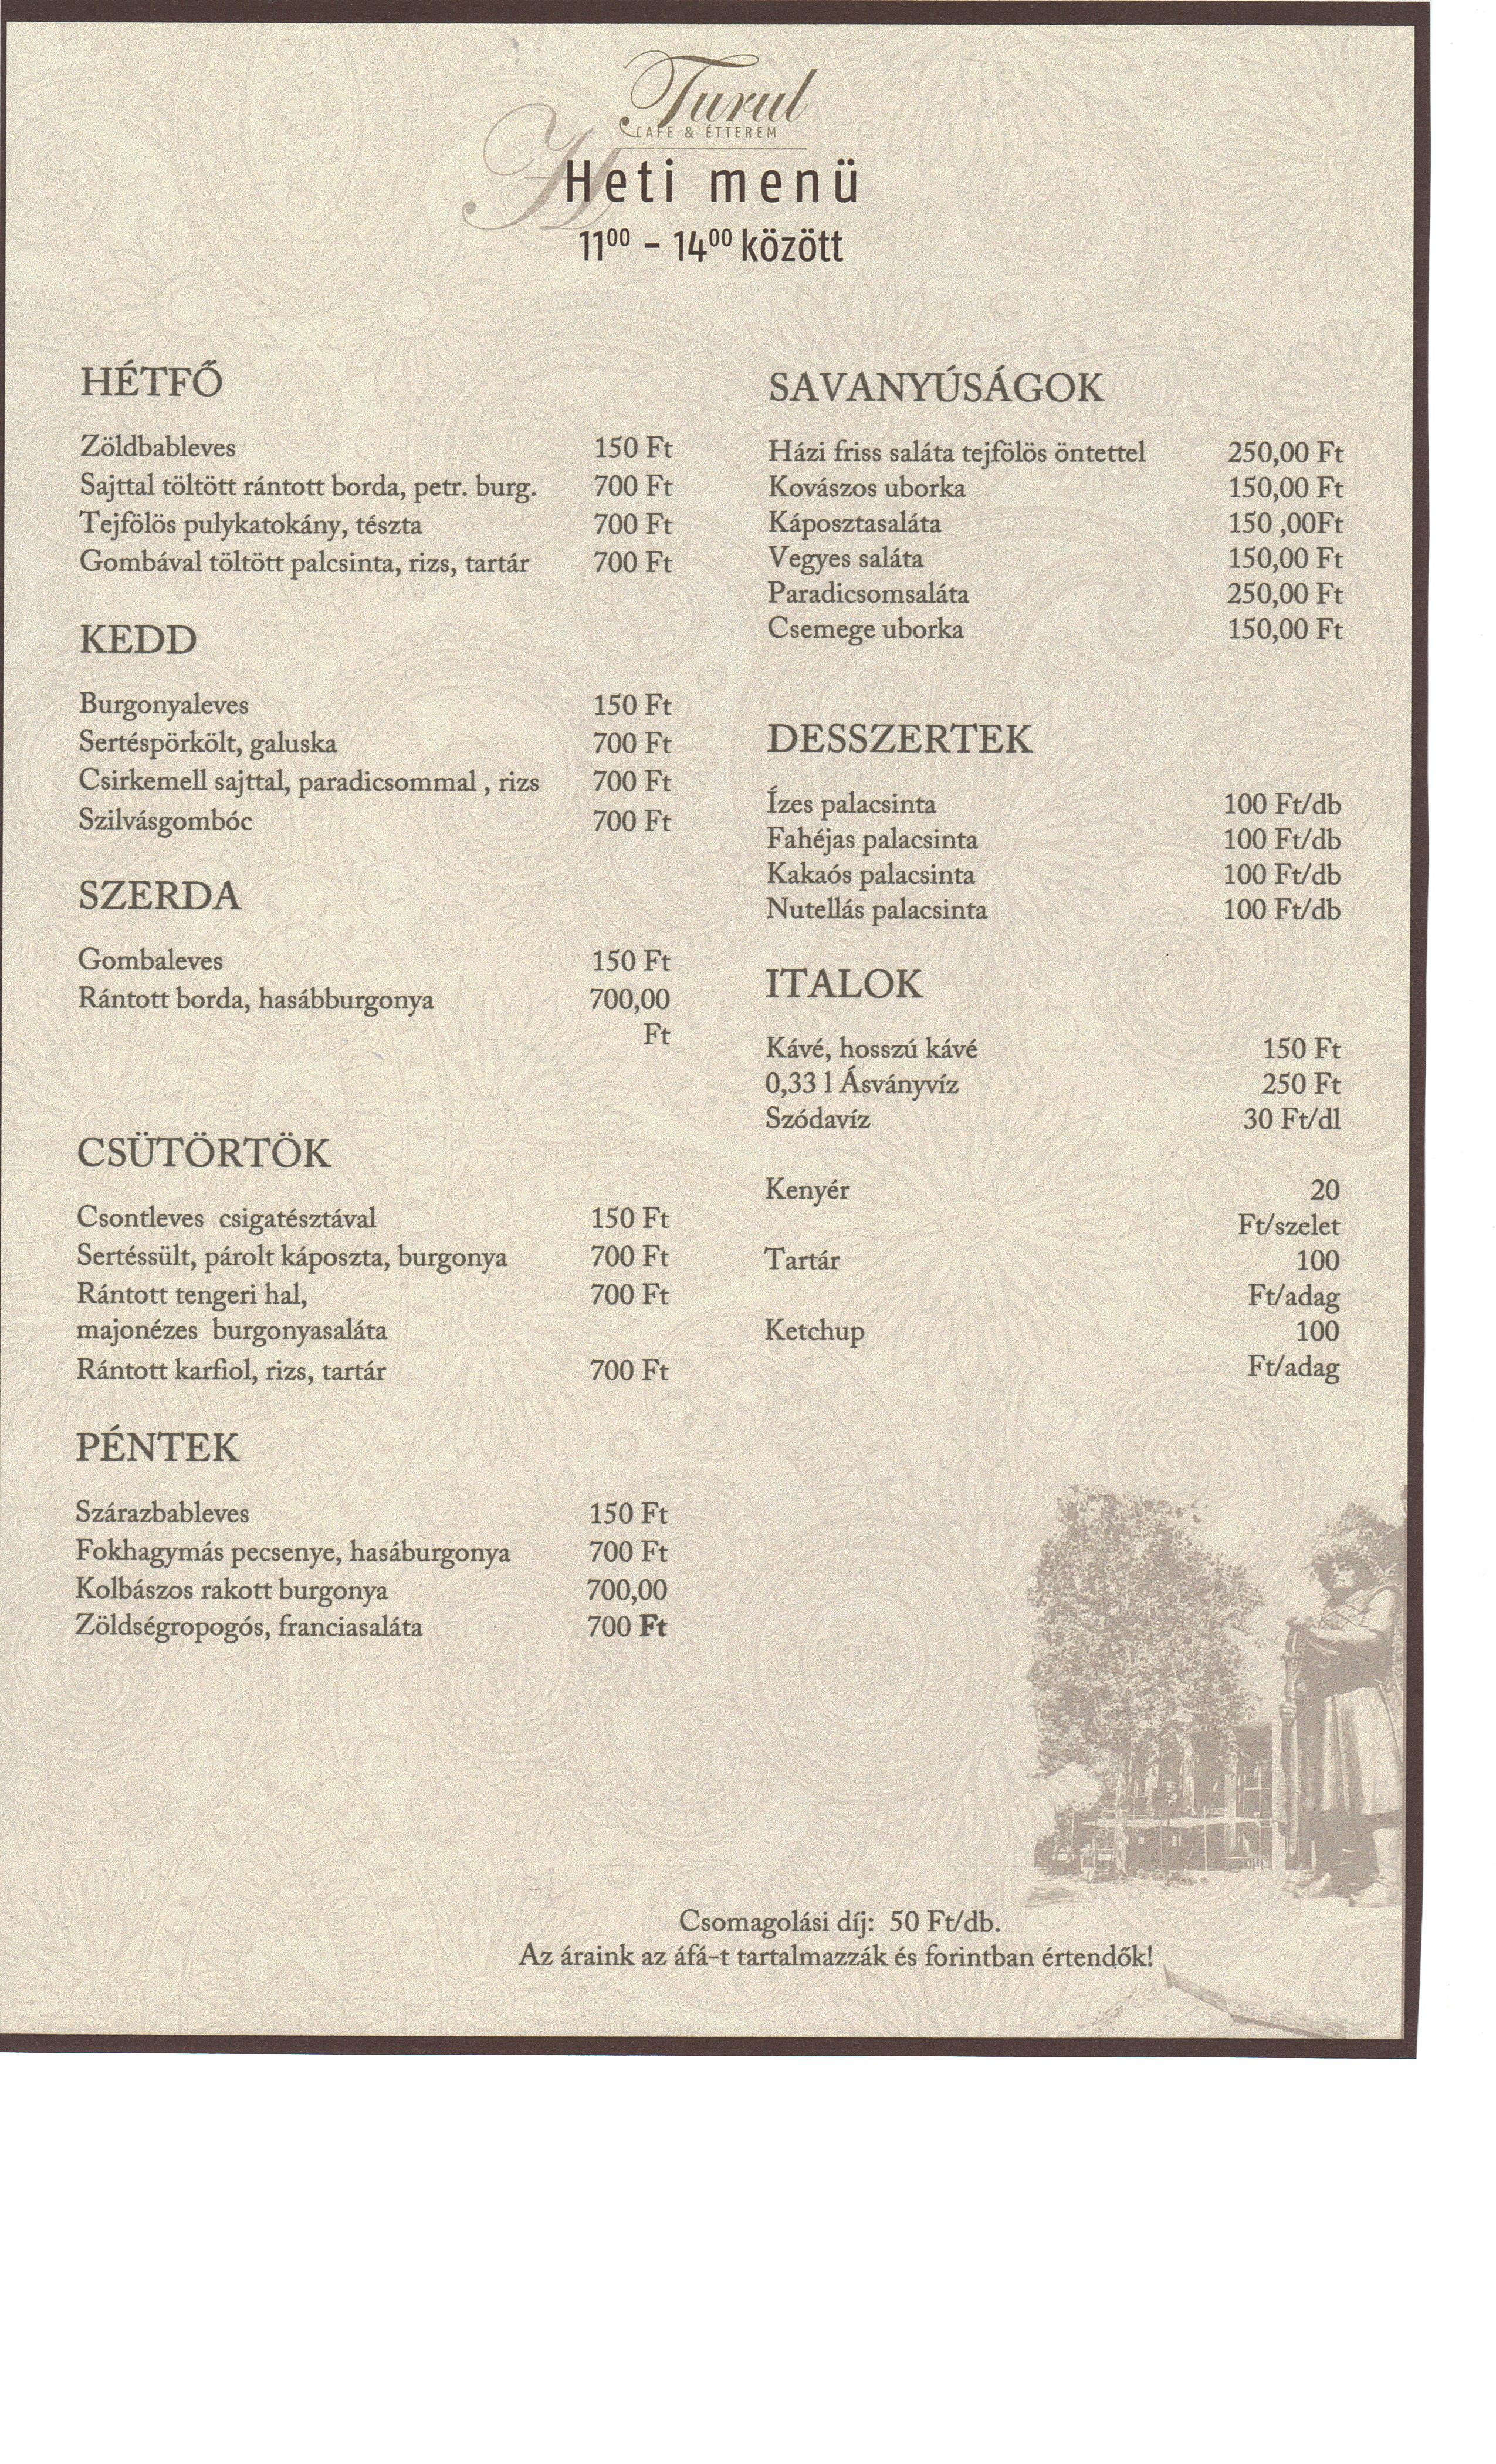 Turul
CAFE & ÉTTEREM
Heti menü
11⁰⁰ - 14⁰⁰ között
HÉTFŐ
Zöldbableves 150 Ft
Sajttal töltött rántott borda, petr. burg. 700 Ft
Tejfölös pulykatokány, tészta 700 Ft
Gombával töltött palcsinta, rizs, tartár 700 Ft
KEDD
Burgonyaleves 150 Ft
Sertéspörkölt, galuska 700 Ft
Csirkemell sajttal, paradicsommal , rizs 700 Ft
Szilvásgombóc 700 Ft
SZERDA
Gombaleves 150 Ft
Rántott borda, hasábburgonya 700,00
Ft
CSÜTÖRTÖK
Csontleves csigatésztával 150 Ft
Sertéssült, párolt káposzta, burgonya 700 Ft
Rántott tengeri hal, 700 Ft
majonézes burgonyasaláta
Rántott karfiol, rizs, tartár 700 Ft
PÉNTEK
Szárazbableves 150 Ft
Fokhagymás pecsenye, hasáburgonya 700 Ft
Kolbászos rakott burgonya 700,00
Zöldségropogós, franciasaláta 700 Ft
SAVANYÚSÁGOK
Házi friss saláta tejfölös öntettel 250,00 Ft
Kovászos uborka 150,00 Ft
Káposztasaláta 150 ,00Ft
Vegyes saláta 150,00 Ft
Paradicsomsaláta 250,00 Ft
Csemege uborka 150,00 Ft
DESSZERTEK
Ízes palacsinta 100 Ft/db
Fahéjas palacsinta 100 Ft/db
Kakaós palacsinta 100 Ft/db
Nutellás palacsinta 100 Ft/db
ITALOK
Kávé, hosszú kávé 150 Ft
0,33 l Ásványvíz 250 Ft
Szódavíz 30 Ft/dl
Kenyér 20
Ft/szelet
Tartár 100
Ft/adag
Ketchup 100
Ft/adag
Csomagolási díj: 50 Ft/db.
Az áraink az áfá-t tartalmazzák és forintban értendők!